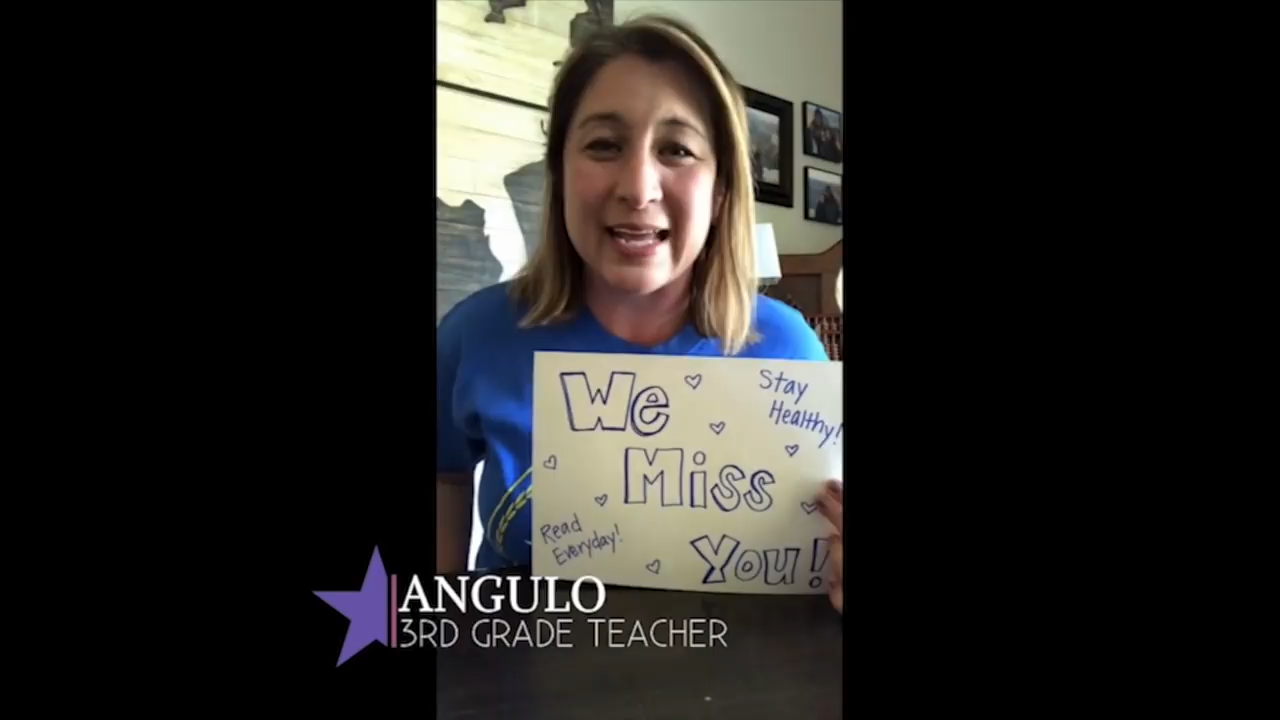 We
Stay
Healthy!
Miss
Read
Everyday!
You!
ANGULO
3RD GRADE TEACHER